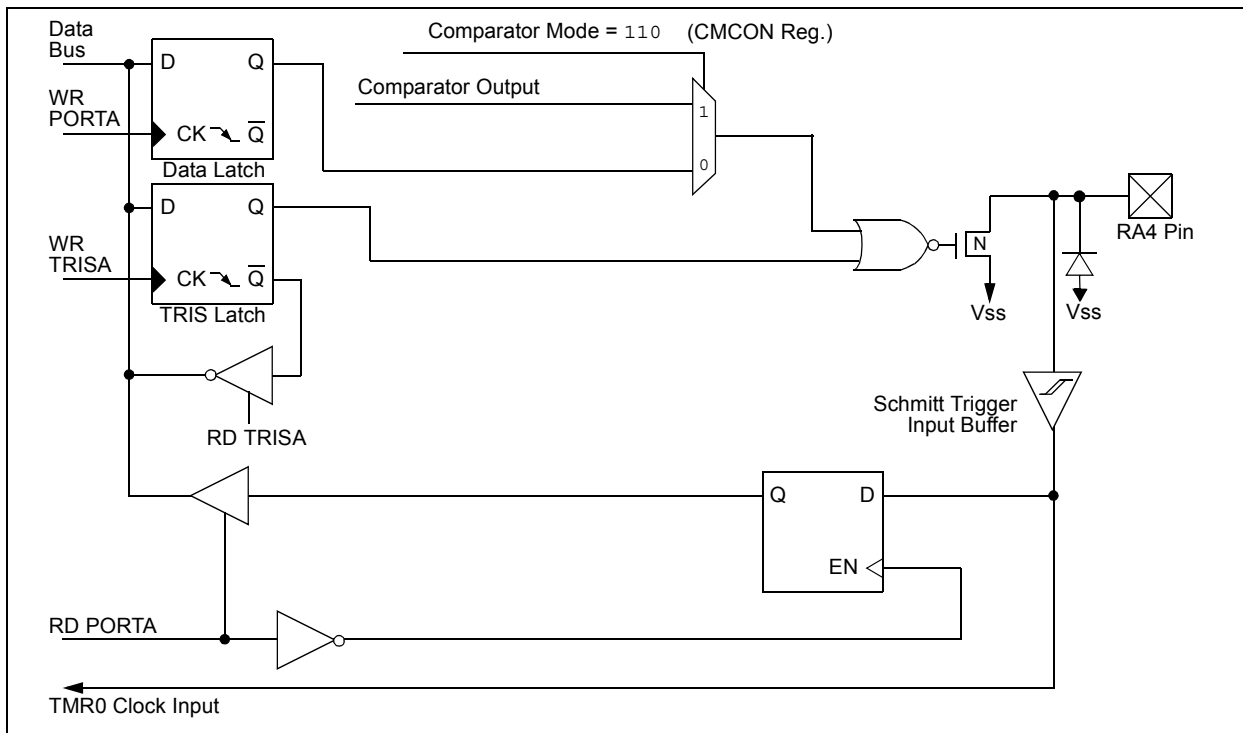 Data
Bus
Comparator Mode = 110 (CMCON Reg.)
D Q
Comparator Output
WR
PORTA
1
CK Q̅
0
Data Latch
D Q
RA4 Pin
WR
TRISA
N
CK Q̅
Vss
Vss
TRIS Latch
Schmitt Trigger
Input Buffer
RD TRISA
Q D
EN
RD PORTA
TMR0 Clock Input